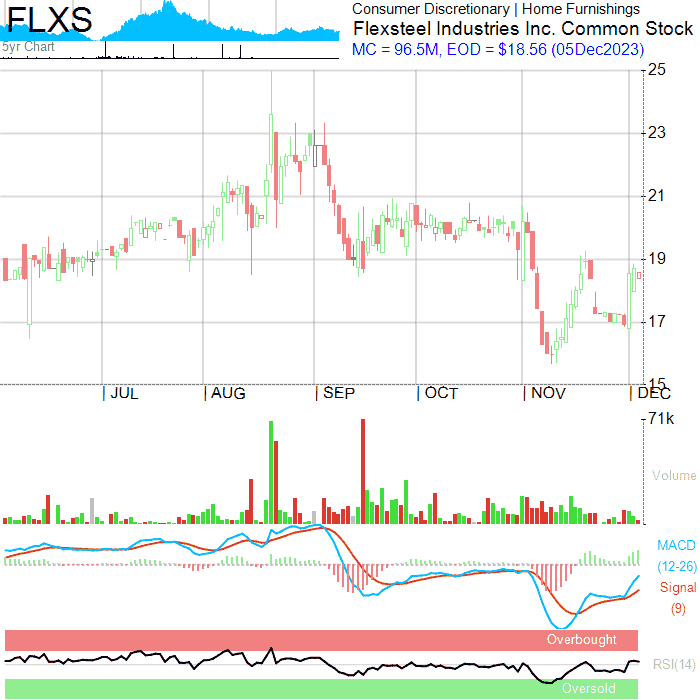 FLXS
Consumer Discretionary | Home Furnishings
Flexsteel Industries Inc. Common Stock
5yr Chart
MC = 96.5M, EOD = $18.56 (05Dec2023)
25
23
21
19
17
15
| JUL | AUG | SEP | OCT | NOV | DEC
71k
Volume
MACD
(12-26)
Signal
(9)
Overbought
RSI(14)
Oversold